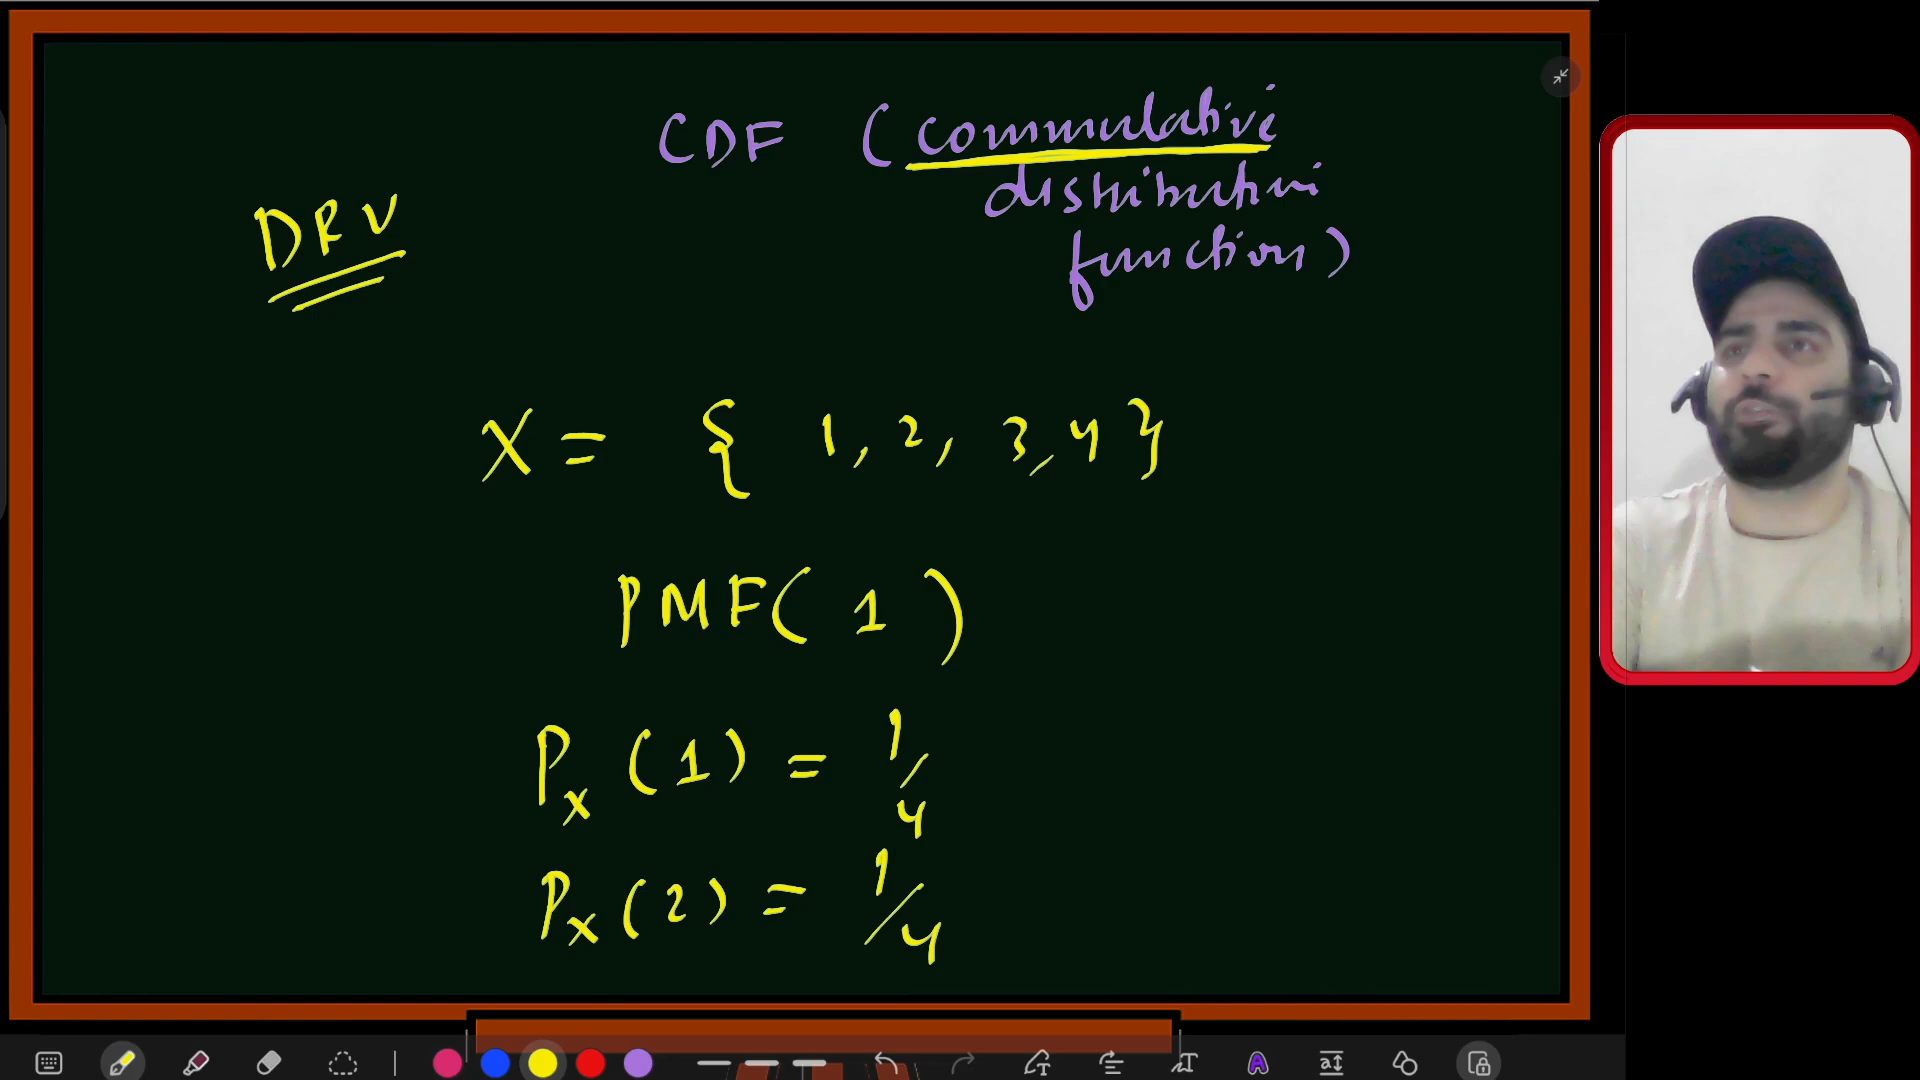 CDF (commulative
distribution
function)
DRV
X = { 1, 2, 3, 4 }
PMF( 1 )
Px (1) = 1/4
Px (2) = 1/4